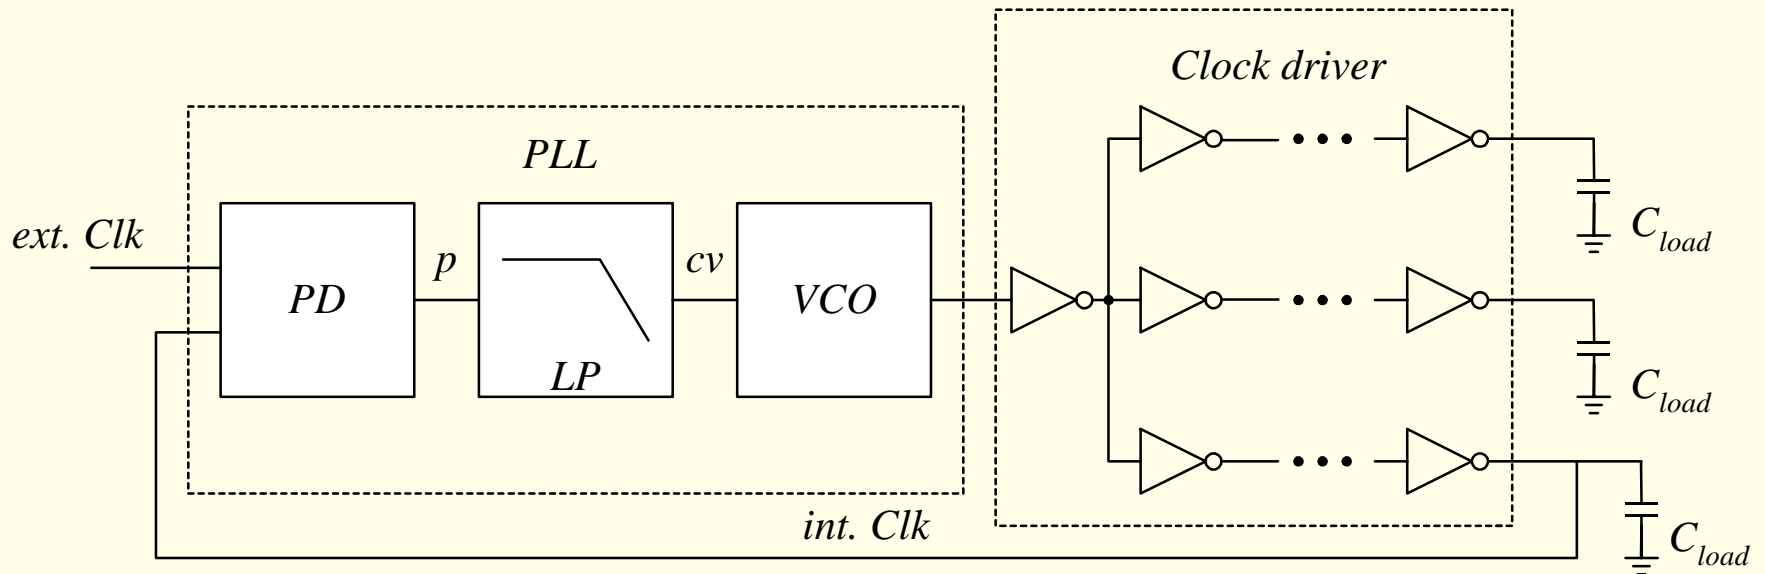 Clock driver
PLL
ext. Clk
PD
p
LP
cv
VCO
C_load
C_load
int. Clk
C_load